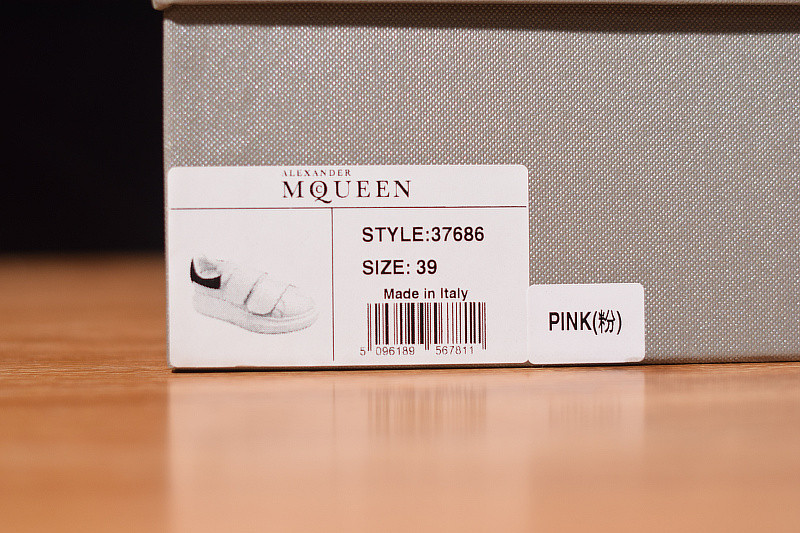 ALEXANDER
McQUEEN
STYLE:37686
SIZE: 39
Made in Italy
5 096189 567811
PINK(粉)